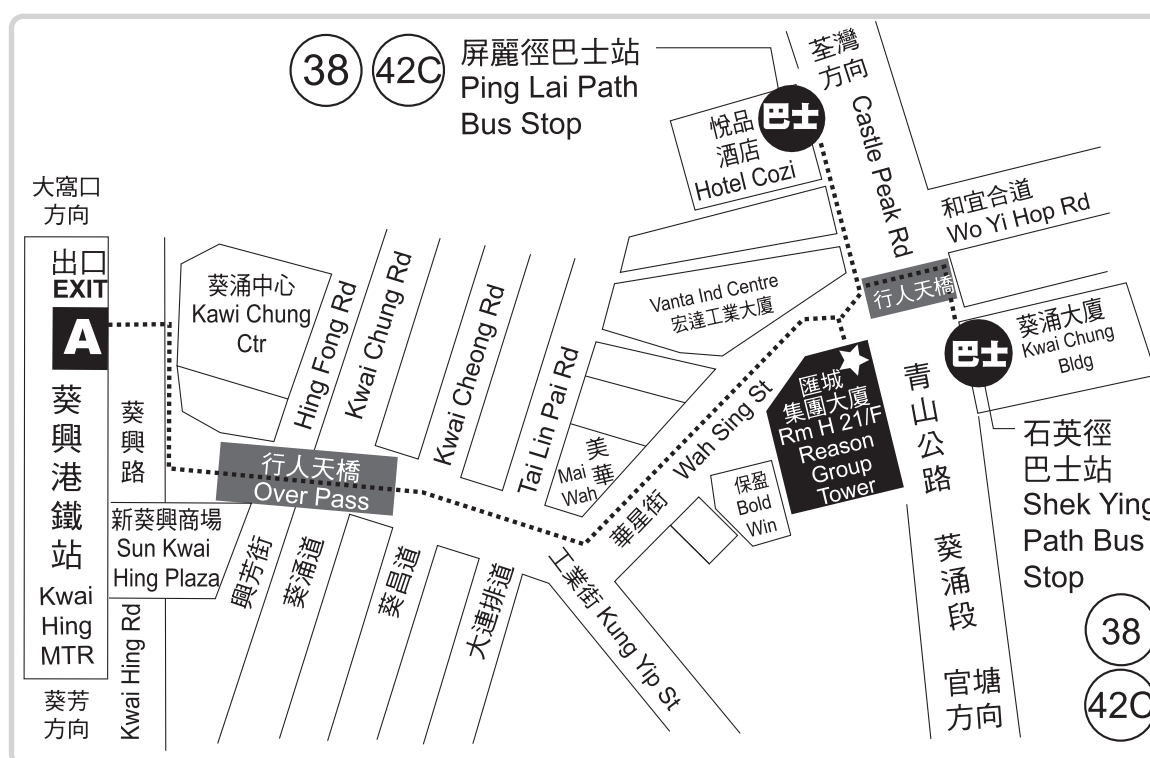 38
42C
屏麗徑巴士站
Ping Lai Path
Bus Stop
荃灣
方向
Castle Peak Rd
巴士
悅品
酒店
Hotel Cozi
和宜合道
Wo Yi Hop Rd
大窩口
方向
出口
EXIT
A
葵興港鐵站
Kwai
Hing
MTR
葵芳
方向
葵興路
Kwai Hing Rd
葵涌中心
Kawi Chung
Ctr
Hing Fong Rd
Kwai Chung Rd
Kwai Cheong Rd
Tai Lin Pai Rd
Vanta Ind Centre
宏達工業大廈
行人天橋
葵涌大廈
Kwai Chung
Bldg
巴士
匯城
集團大廈
Rm H 21/F
Reason
Group
Tower
青山公路
葵涌段
官塘
方向
石英徑
巴士站
Shek Ying
Path Bus
Stop
38
42C
行人天橋
Over Pass
新葵興商場
Sun Kwai
Hing Plaza
興芳街
葵涌道
葵昌道
大連排道
美華
Mai
Wah
華星街 Wah Sing St
保盈
Bold
Win
工業街 Kung Yip St